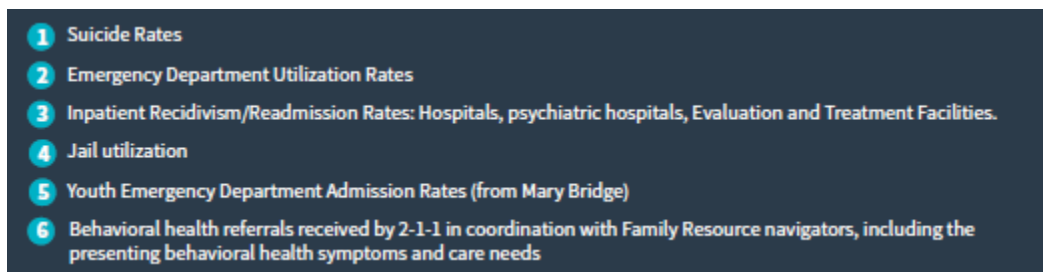 1 Suicide Rates
2 Emergency Department Utilization Rates
3 Inpatient Recidivism/Readmission Rates: Hospitals, psychiatric hospitals, Evaluation and Treatment Facilities.
4 Jail utilization
5 Youth Emergency Department Admission Rates (from Mary Bridge)
6 Behavioral health referrals received by 2-1-1 in coordination with Family Resource navigators, including the
presenting behavioral health symptoms and care needs